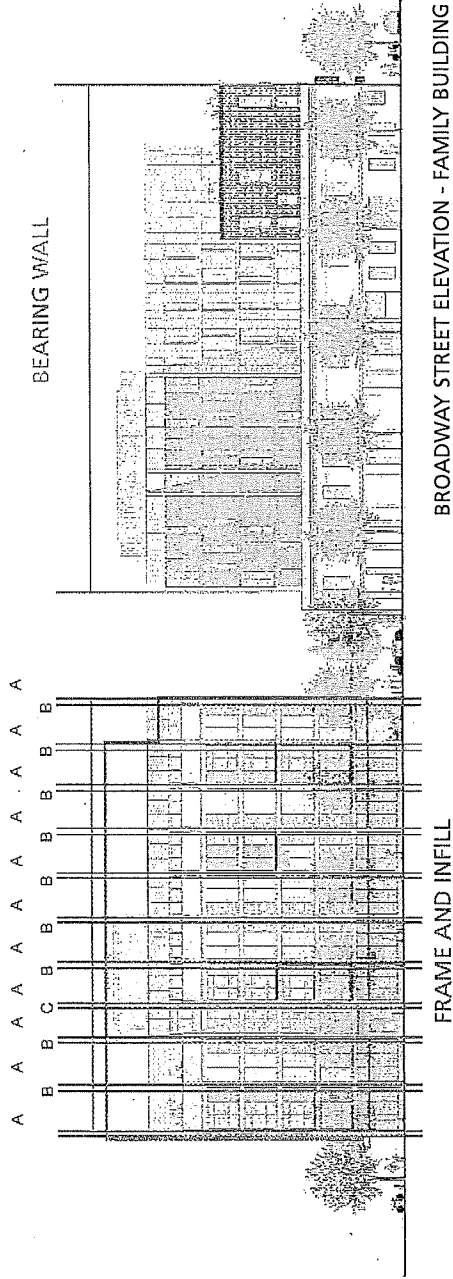 A A A A A A A A A A A
B B C B B B B B B B
BEARING WALL
FRAME AND INFILL
BROADWAY STREET ELEVATION - FAMILY BUILDING